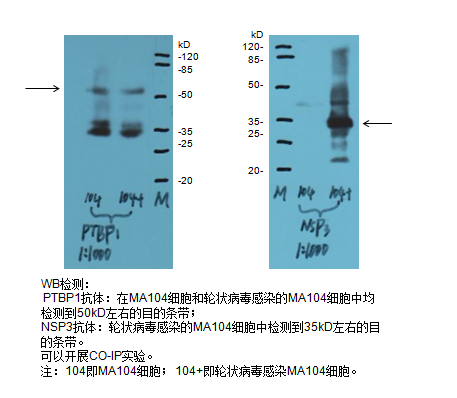 kD
-120
-85
-50
-35
-25
-20
104
104+
M
PTBP1
1:1000
kD
120-
85-
50-
35-
25-
20-
M
104
104+
NSP3
1:1000
WB检测：
PTBP1抗体：在MA104细胞和轮状病毒感染的MA104细胞中均
检测到50kD左右的目的条带；
NSP3抗体：轮状病毒感染的MA104细胞中检测到35kD左右的目
的条带。
可以开展CO-IP实验。
注：104即MA104细胞；104+即轮状病毒感染MA104细胞。